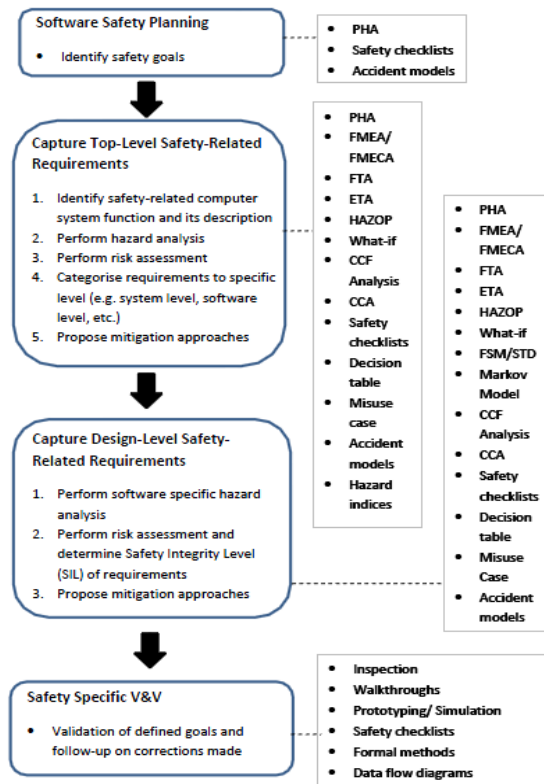 Software Safety Planning
• Identify safety goals
• PHA
• Safety checklists
• Accident models
Capture Top-Level Safety-Related
Requirements
1. Identify safety-related computer
system function and its description
2. Perform hazard analysis
3. Perform risk assessment
4. Categorise requirements to specific
level (e.g. system level, software
level, etc.)
5. Propose mitigation approaches
• PHA
• FMEA/
FMECA
• FTA
• ETA
• HAZOP
• What-if
• CCF
Analysis
• CCA
• Safety
checklists
• Decision
table
• Misuse
case
• Accident
models
• Hazard
indices
Capture Design-Level Safety-
Related Requirements
1. Perform software specific hazard
analysis
2. Perform risk assessment and
determine Safety Integrity Level
(SIL) of requirements
3. Propose mitigation approaches
• PHA
• FMEA/
FMECA
• FTA
• ETA
• HAZOP
• What-if
• FSM/STD
• Markov
Model
• CCF
Analysis
• CCA
• Safety
checklists
• Decision
table
• Misuse
Case
• Accident
models
Safety Specific V&V
• Validation of defined goals and
follow-up on corrections made
• Inspection
• Walkthroughs
• Prototyping/ Simulation
• Safety checklists
• Formal methods
• Data flow diagrams